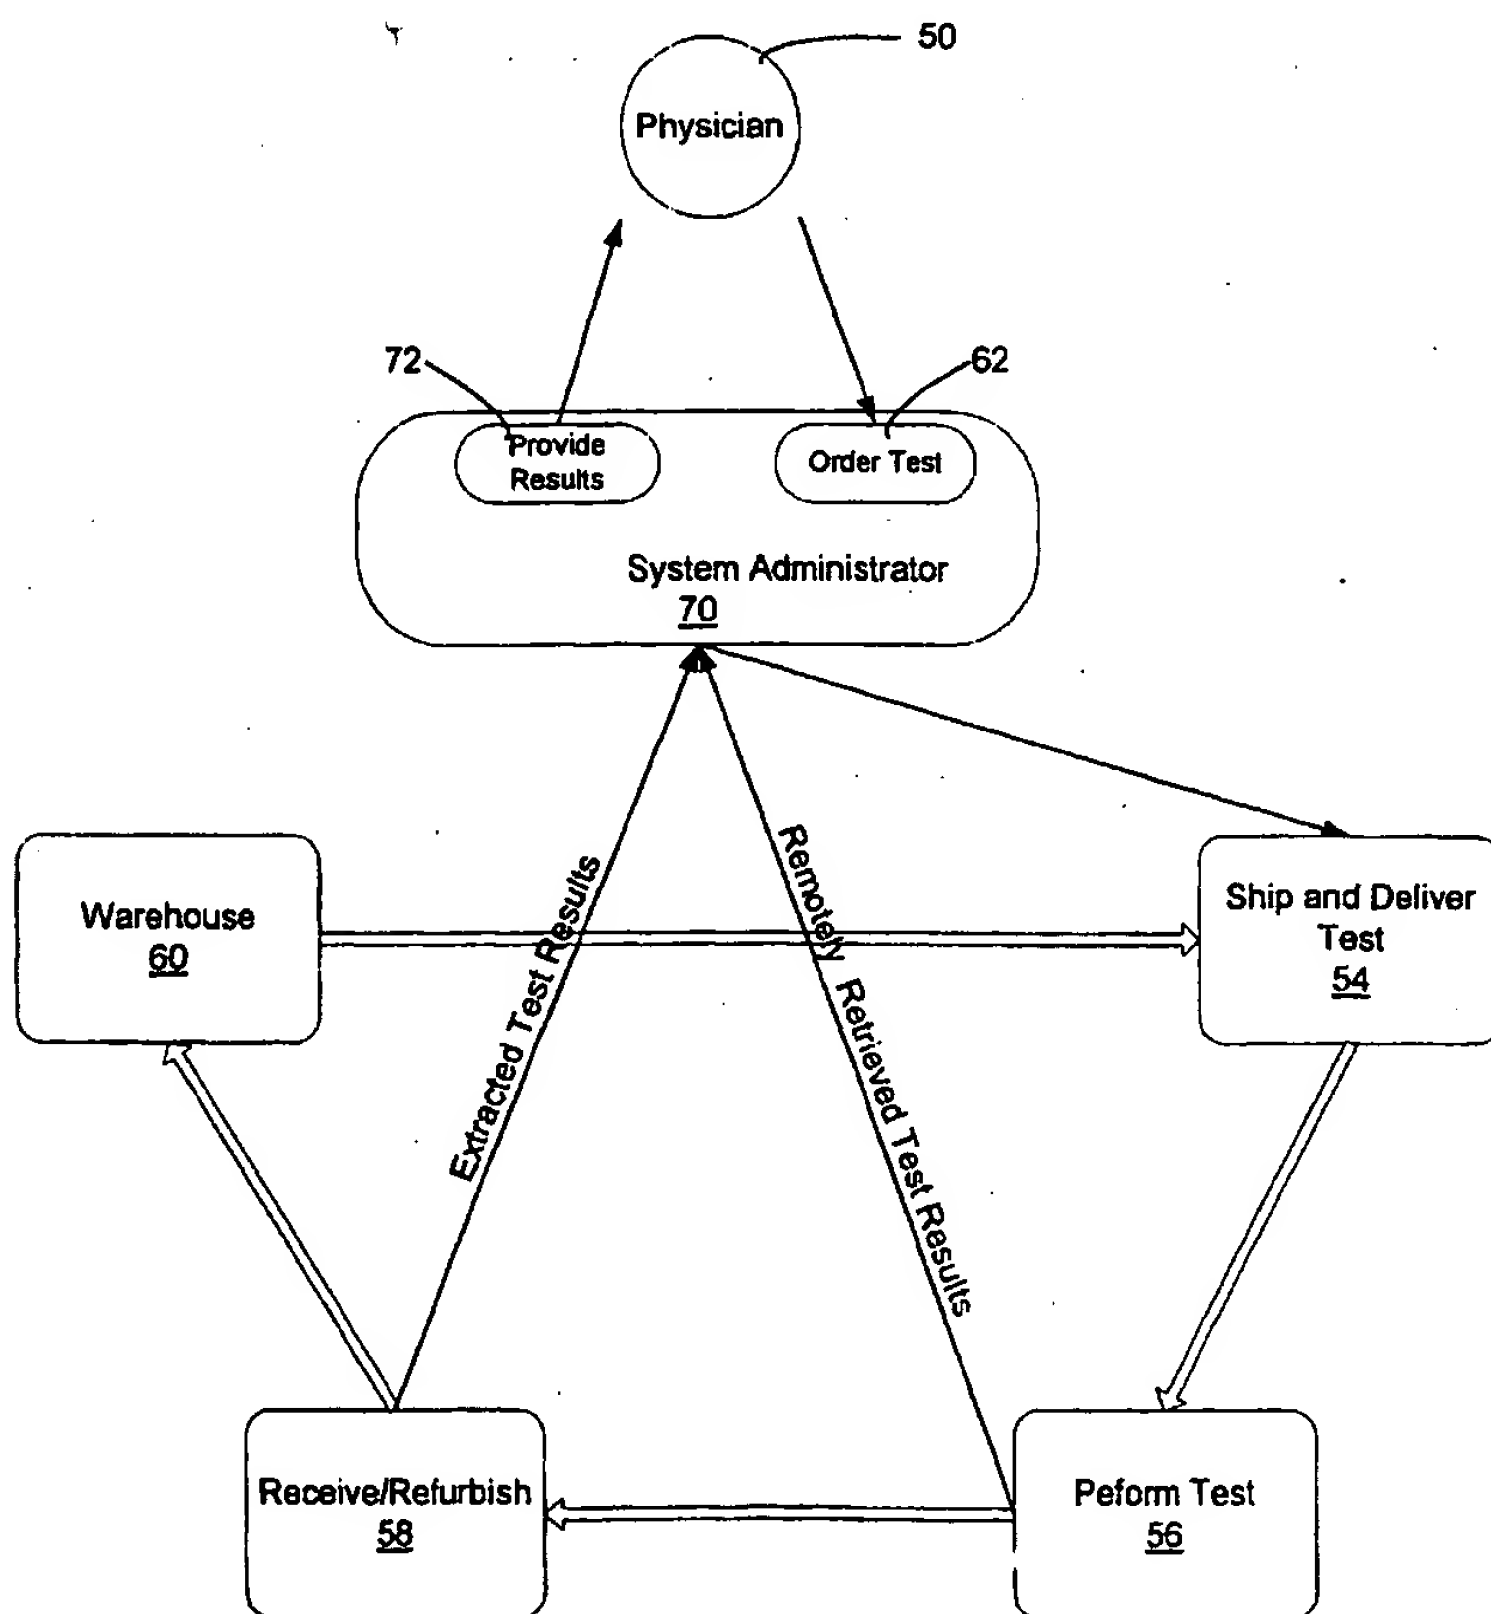 50
Physician
72
62
Provide
Results
Order Test
System Administrator
70
Extracted Test Results
Remotely Retrieved Test Results
Warehouse
60
Ship and Deliver
Test
54
Receive/Refurbish
58
Peform Test
56